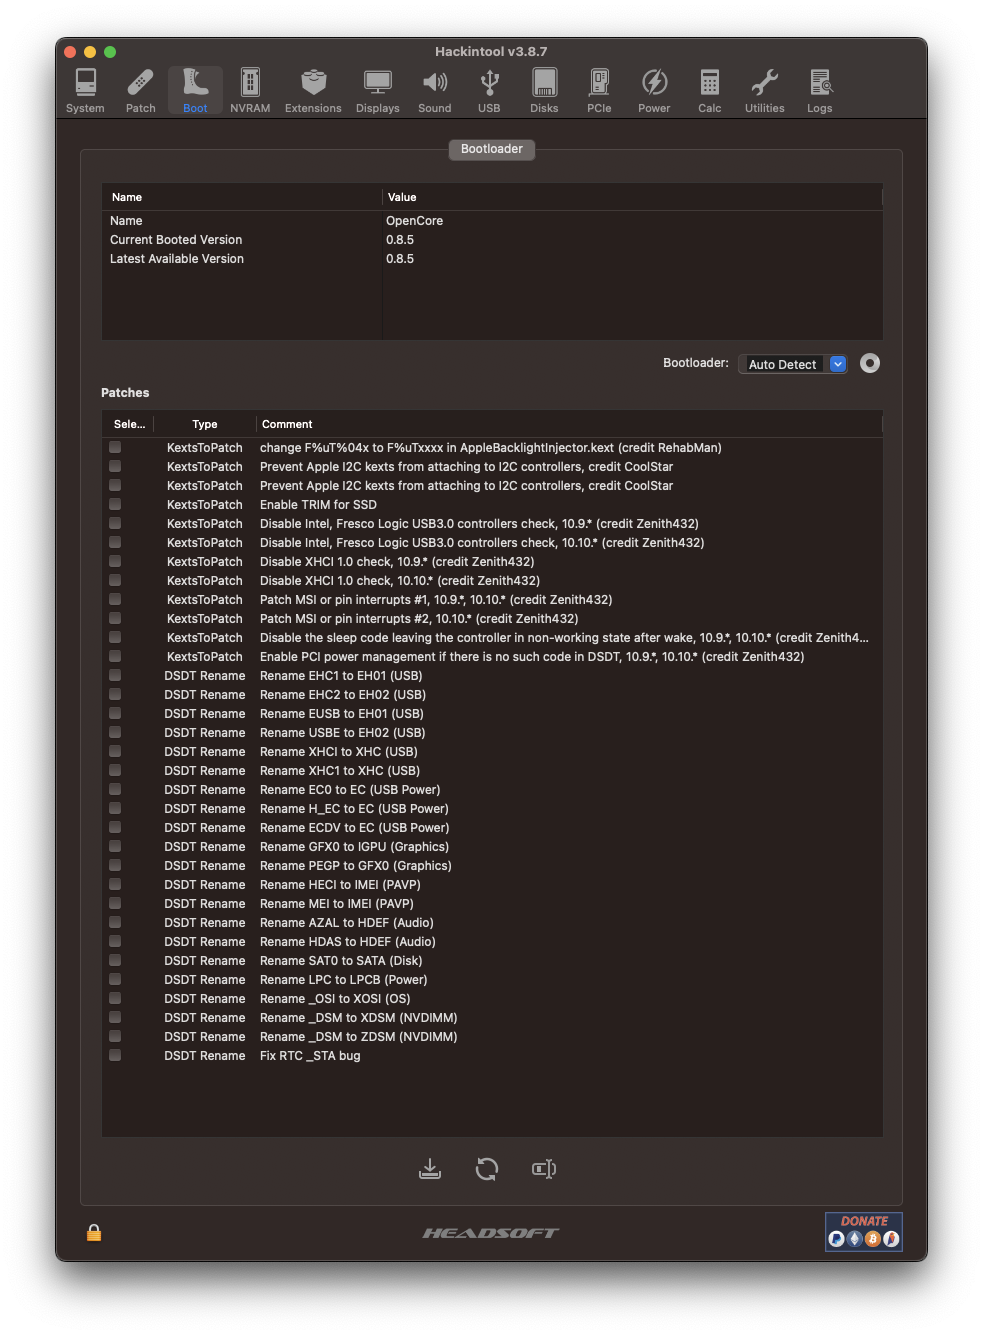 Hackintool v3.8.7
System Patch Boot NVRAM Extensions Displays Sound USB Disks PCIe Power Calc Utilities Logs
Bootloader
Name Value
Name OpenCore
Current Booted Version 0.8.5
Latest Available Version 0.8.5
Bootloader: Auto Detect
Patches
Sele... Type Comment
KextsToPatch change F%uT%04x to F%uTxxxx in AppleBacklightInjector.kext (credit RehabMan)
KextsToPatch Prevent Apple I2C kexts from attaching to I2C controllers, credit CoolStar
KextsToPatch Prevent Apple I2C kexts from attaching to I2C controllers, credit CoolStar
KextsToPatch Enable TRIM for SSD
KextsToPatch Disable Intel, Fresco Logic USB3.0 controllers check, 10.9.* (credit Zenith432)
KextsToPatch Disable Intel, Fresco Logic USB3.0 controllers check, 10.10.* (credit Zenith432)
KextsToPatch Disable XHCI 1.0 check, 10.9.* (credit Zenith432)
KextsToPatch Disable XHCI 1.0 check, 10.10.* (credit Zenith432)
KextsToPatch Patch MSI or pin interrupts #1, 10.9.*, 10.10.* (credit Zenith432)
KextsToPatch Patch MSI or pin interrupts #2, 10.10.* (credit Zenith432)
KextsToPatch Disable the sleep code leaving the controller in non-working state after wake, 10.9.*, 10.10.* (credit Zenith4...
KextsToPatch Enable PCI power management if there is no such code in DSDT, 10.9.*, 10.10.* (credit Zenith432)
DSDT Rename Rename EHC1 to EH01 (USB)
DSDT Rename Rename EHC2 to EH02 (USB)
DSDT Rename Rename EUSB to EH01 (USB)
DSDT Rename Rename USBE to EH02 (USB)
DSDT Rename Rename XHCI to XHC (USB)
DSDT Rename Rename XHC1 to XHC (USB)
DSDT Rename Rename EC0 to EC (USB Power)
DSDT Rename Rename H_EC to EC (USB Power)
DSDT Rename Rename ECDV to EC (USB Power)
DSDT Rename Rename GFX0 to IGPU (Graphics)
DSDT Rename Rename PEGP to GFX0 (Graphics)
DSDT Rename Rename HECI to IMEI (PAVP)
DSDT Rename Rename MEI to IMEI (PAVP)
DSDT Rename Rename AZAL to HDEF (Audio)
DSDT Rename Rename HDAS to HDEF (Audio)
DSDT Rename Rename SAT0 to SATA (Disk)
DSDT Rename Rename LPC to LPCB (Power)
DSDT Rename Rename _OSI to XOSI (OS)
DSDT Rename Rename _DSM to XDSM (NVDIMM)
DSDT Rename Rename _DSM to ZDSM (NVDIMM)
DSDT Rename Fix RTC _STA bug
HEADSOFT
DONATE